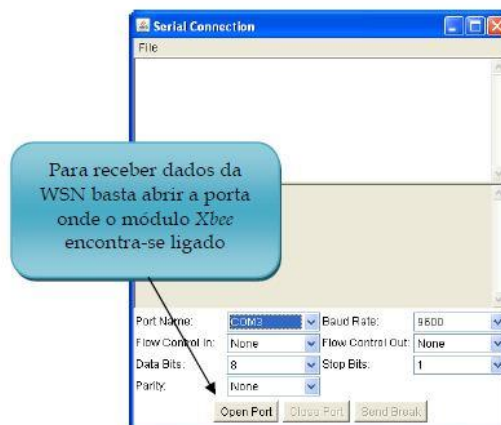 Serial Connection
File
Para receber dados da
WSN basta abrir a porta
onde o módulo Xbee
encontra-se ligado
Port Name: COM3 Baud Rate: 9600
Flow Control In: None Flow Control Out: None
Data Bits: 8 Stop Bits: 1
Parity: None
Open Port Close Port Send Break